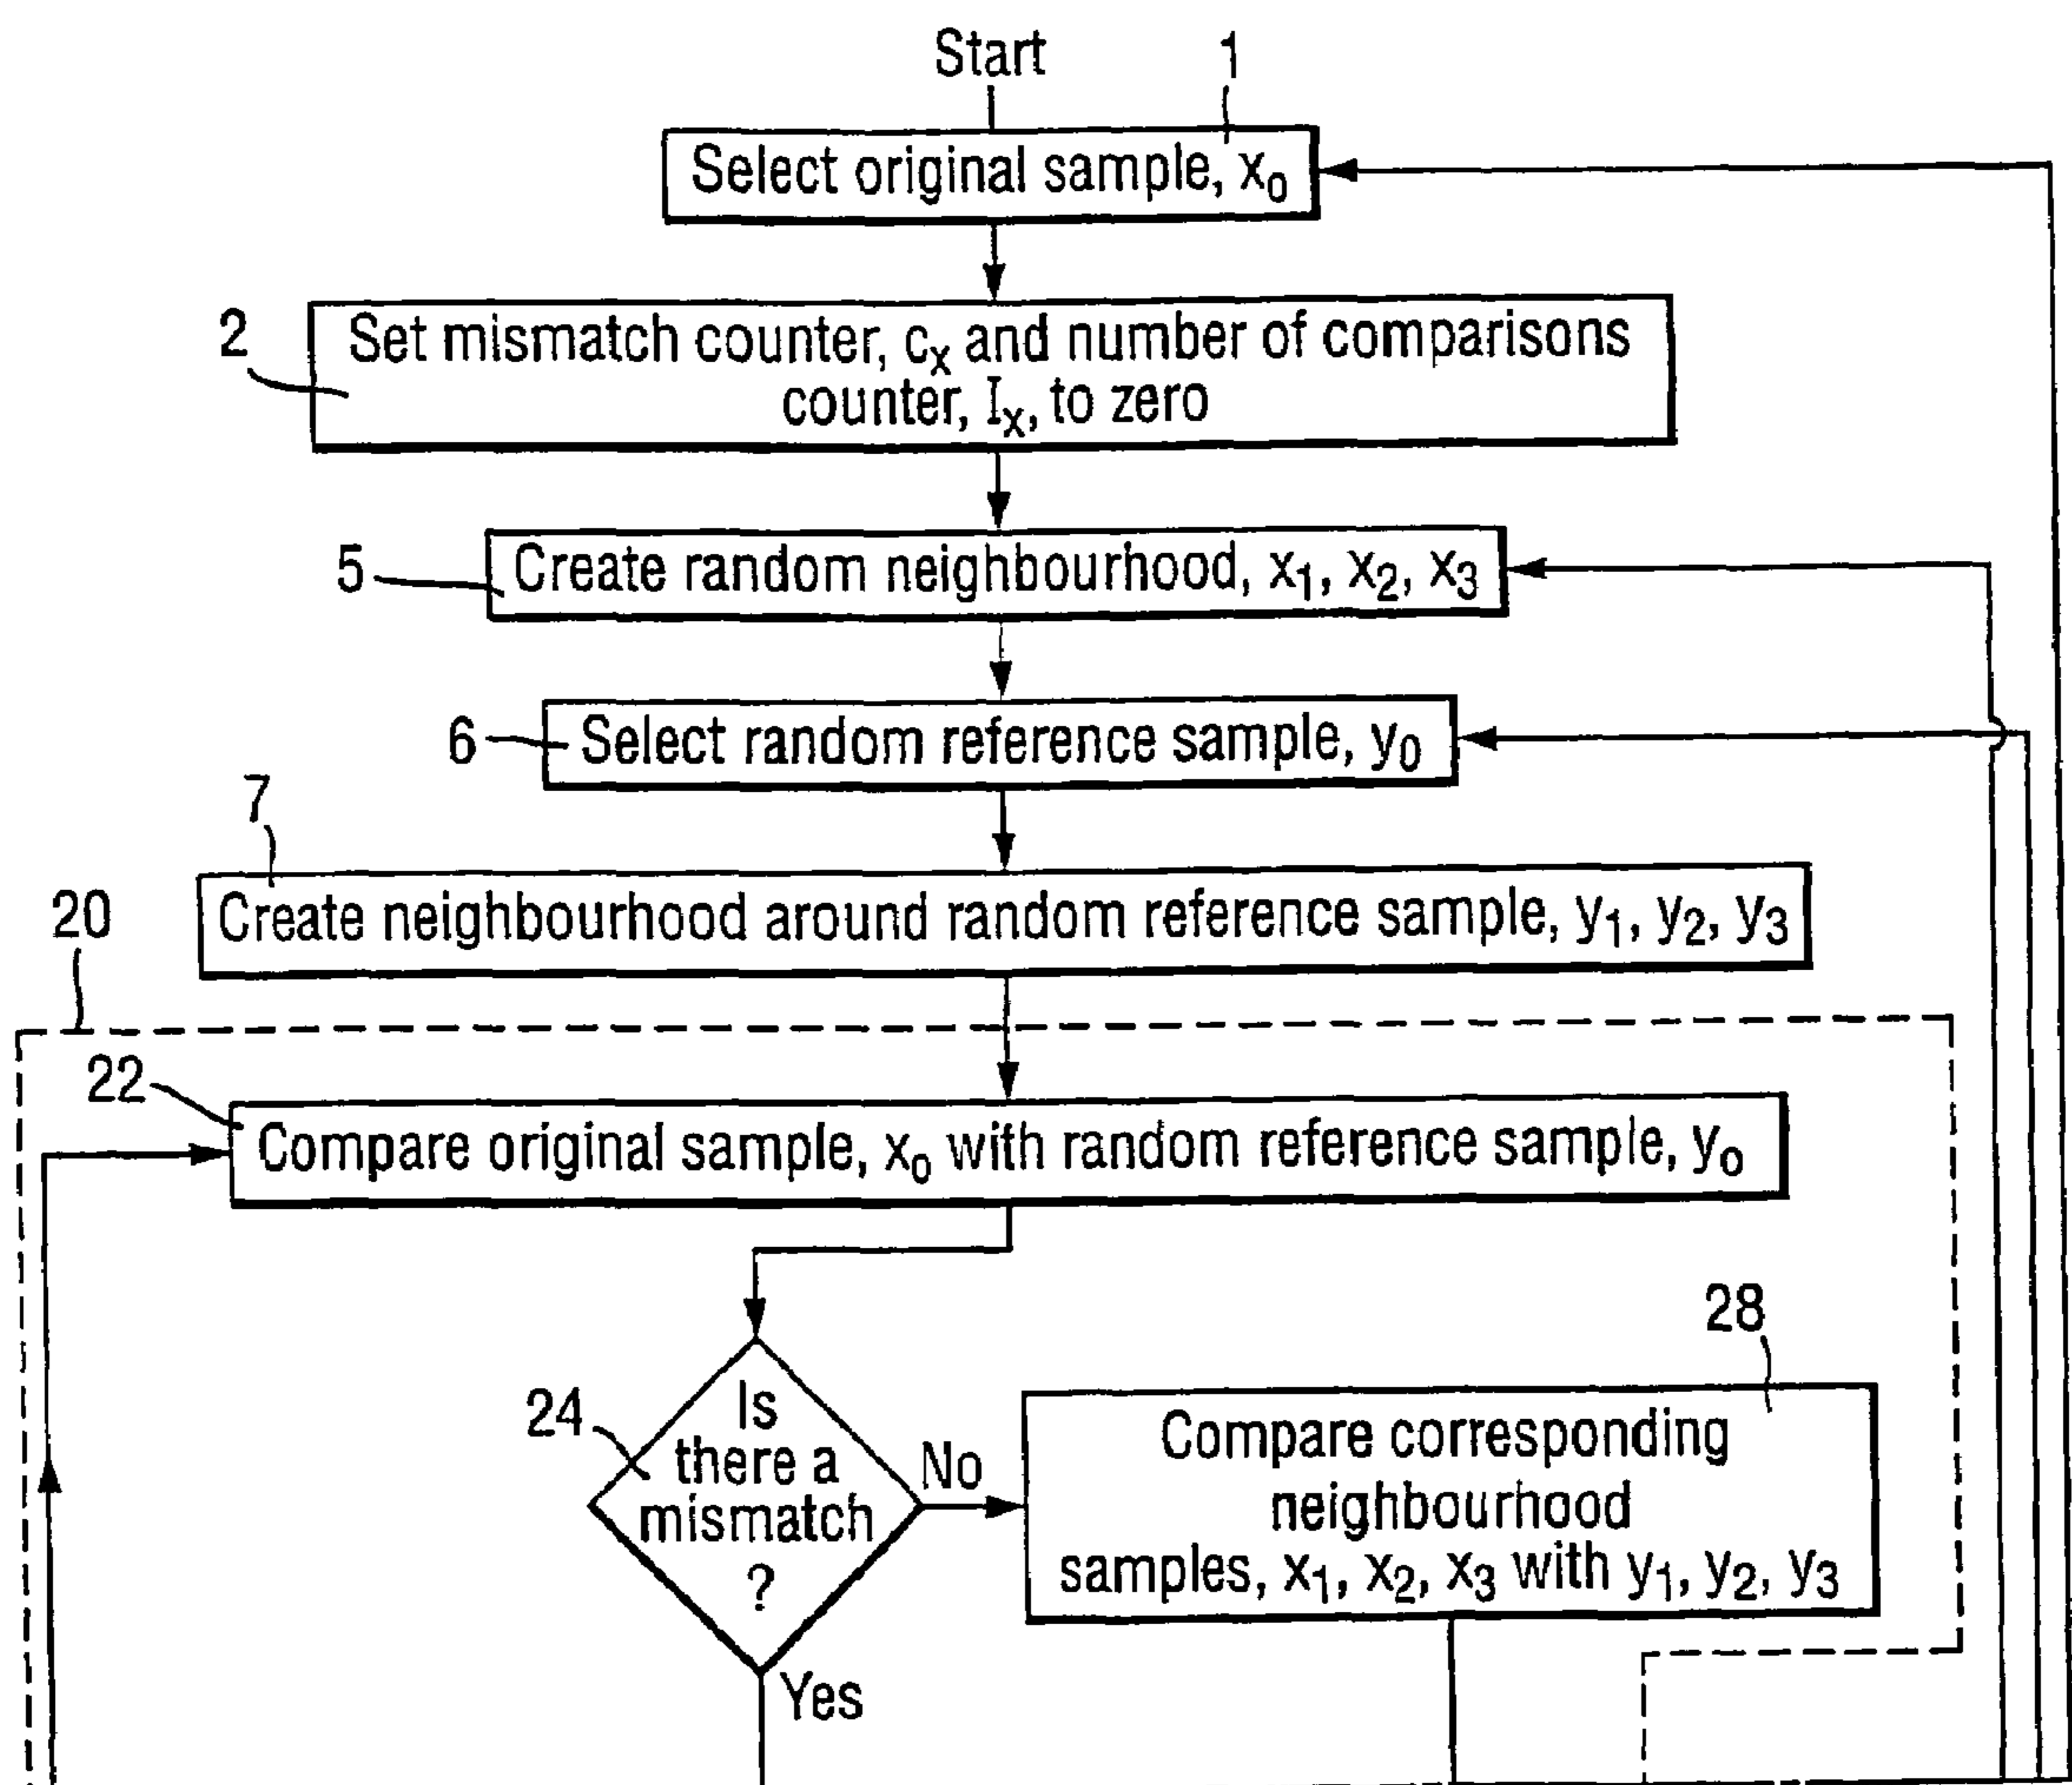 Start
1
Select original sample, x₀
2
Set mismatch counter, cₓ and number of comparisons
counter, Iₓ, to zero
5
Create random neighbourhood, x₁, x₂, x₃
6
Select random reference sample, y₀
7
Create neighbourhood around random reference sample, y₁, y₂, y₃
20
22
Compare original sample, x₀ with random reference sample, y₀
24
Is
there a
mismatch
?
No
Yes
28
Compare corresponding
neighbourhood
samples, x₁, x₂, x₃ with y₁, y₂, y₃